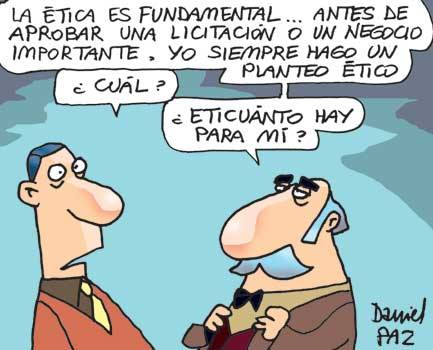 LA ÉTICA ES FUNDAMENTAL... ANTES DE
APROBAR UNA LICITACIÓN O UN NEGOCIO
IMPORTANTE, YO SIEMPRE HAGO UN
PLANTEO ÉTICO
¿CUÁL?
¿ETICUÁNTO HAY
PARA MÍ?
Daniel
PAZ